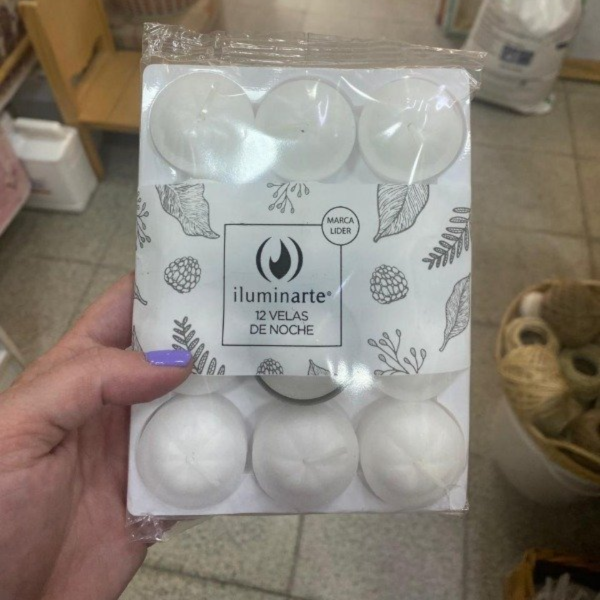 MARCA
LIDER
iluminarte®
12 VELAS
DE NOCHE